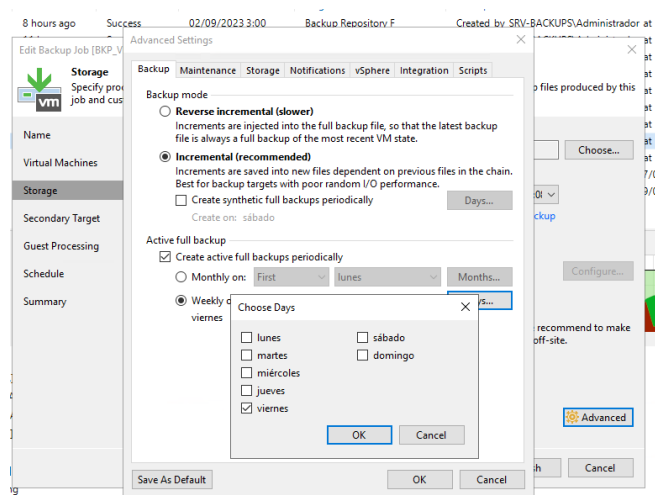 8 hours ago Success 02/09/2023 3:00 Backup Repository F Created by SRV-BACKUPS\Administrador at
Edit Backup Job [BKP_V
Storage
Specify pro
job and cus
files produced by this
Name
Virtual Machines
Storage
Secondary Target
Guest Processing
Schedule
Summary
Choose...
ckup
Configure...
recommend to make
off-site.
Advanced
Cancel
Advanced Settings
Backup Maintenance Storage Notifications vSphere Integration Scripts
Backup mode
Reverse incremental (slower)
Increments are injected into the full backup file, so that the latest backup
file is always a full backup of the most recent VM state.
Incremental (recommended)
Increments are saved into new files dependent on previous files in the chain.
Best for backup targets with poor random I/O performance.
Create synthetic full backups periodically Days...
Create on: sábado
Active full backup
Create active full backups periodically
Monthly on: First lunes Months...
Weekly o
viernes
Save As Default OK Cancel
Choose Days
lunes sábado
martes domingo
miércoles
jueves
viernes
OK Cancel